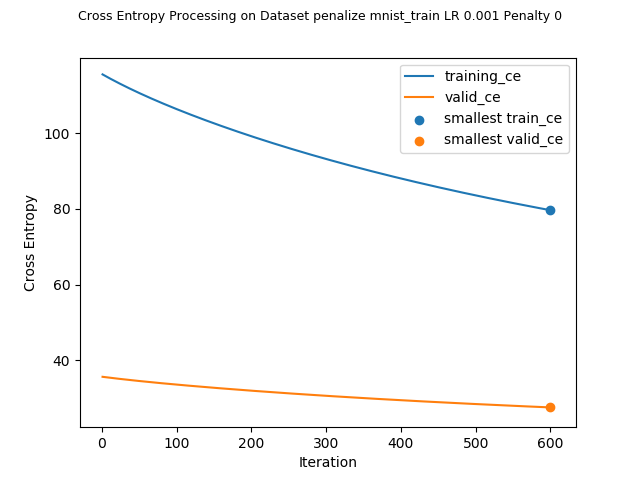 Cross Entropy Processing on Dataset penalize mnist_train LR 0.001 Penalty 0
training_ce
valid_ce
smallest train_ce
smallest valid_ce
Cross Entropy
100
80
60
40
0 100 200 300 400 500 600
Iteration